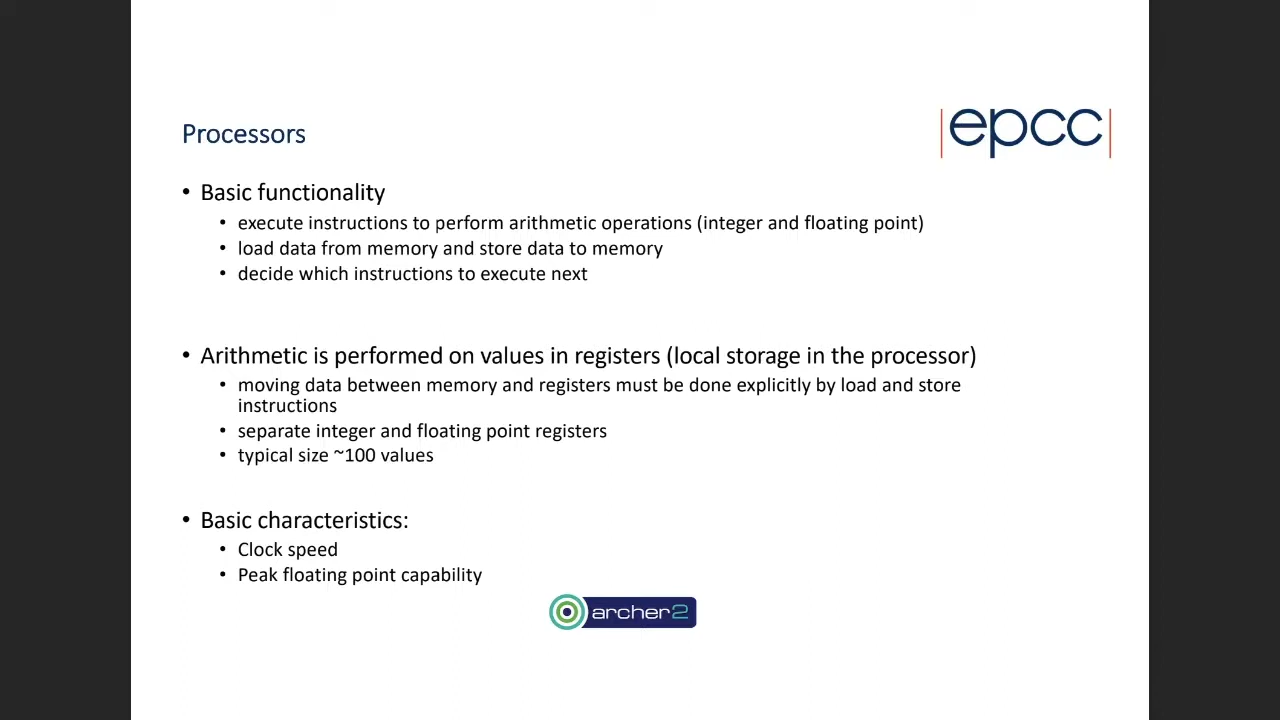 Processors
|epcc|
• Basic functionality
• execute instructions to perform arithmetic operations (integer and floating point)
• load data from memory and store data to memory
• decide which instructions to execute next
• Arithmetic is performed on values in registers (local storage in the processor)
• moving data between memory and registers must be done explicitly by load and store
instructions
• separate integer and floating point registers
• typical size ~100 values
• Basic characteristics:
• Clock speed
• Peak floating point capability
archer2